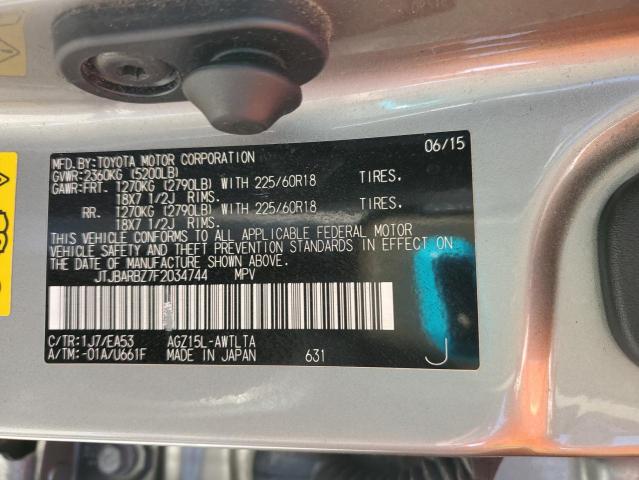 MFD.BY:TOYOTA MOTOR CORPORATION 06/15
GVWR:2360KG (5200LB)
GAWR:FRT. 1270KG (2790LB) WITH 225/60R18 TIRES.
18X7 1/2J RIMS.
RR. 1270KG (2790LB) WITH 225/60R18 TIRES.
18X7 1/2J RIMS.
THIS VEHICLE CONFORMS TO ALL APPLICABLE FEDERAL MOTOR
VEHICLE SAFETY AND THEFT PREVENTION STANDARDS IN EFFECT ON
THE DATE OF MANUFACTURE SHOWN ABOVE.
JTJBARBZ7F2034744 MPV
C/TR:1J7/EA53 AGZ15L-AWTLTA
A/TM:-01A/U661F MADE IN JAPAN 631 J